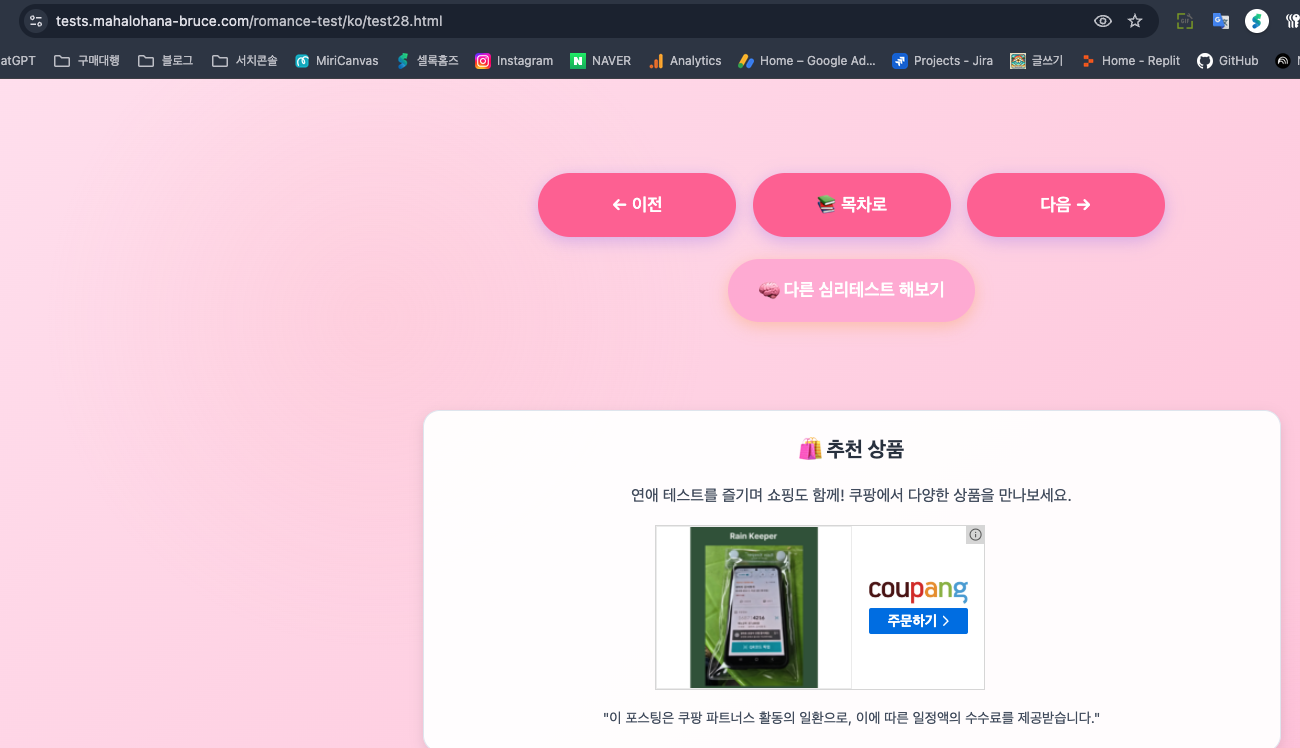 tests.mahalohana-bruce.com/romance-test/ko/test28.html
atGPT 구매대행 블로그 서치콘솔 MiriCanvas 셀록홈즈 Instagram NAVER Analytics Home – Google Ad... Projects - Jira 글쓰기 Home - Replit GitHub
← 이전 📚 목차로 다음 →
🧠 다른 심리테스트 해보기
🛍️ 추천 상품
연애 테스트를 즐기며 쇼핑도 함께! 쿠팡에서 다양한 상품을 만나보세요.
Rain Keeper
coupang
주문하기 >
"이 포스팅은 쿠팡 파트너스 활동의 일환으로, 이에 따른 일정액의 수수료를 제공받습니다."